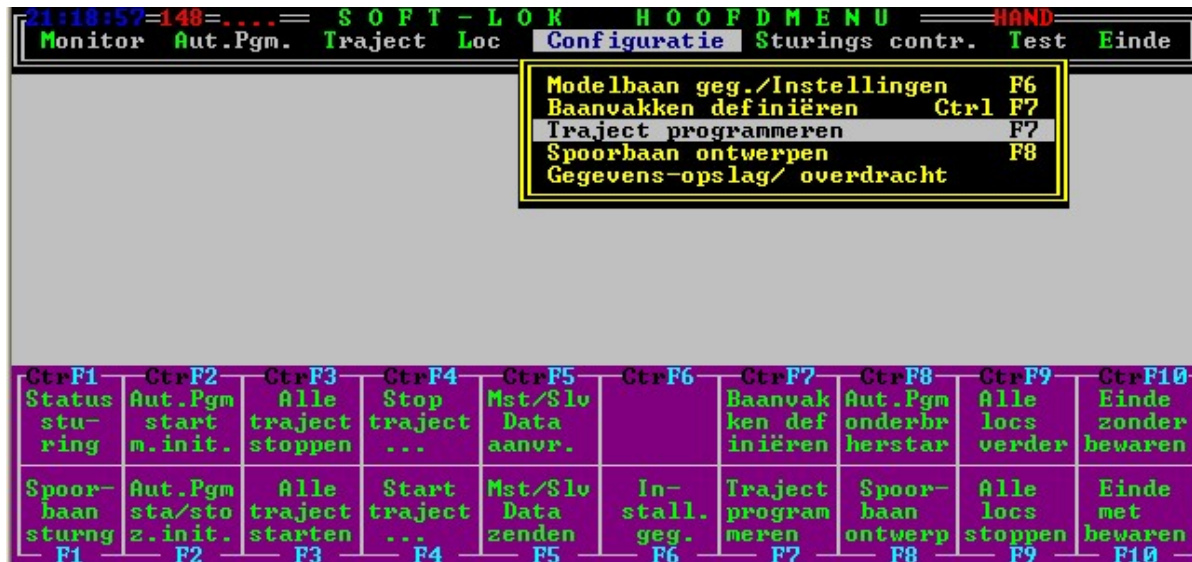 21:18:57 148 .... SOFT-LOK HOOFDMENU HAND
Monitor Aut.Pgm. Traject Loc Configuratie Sturings contr. Test Einde
Modelbaan geg./Instellingen F6
Baanvakken definiëren Ctrl F7
Traject programmeren F7
Spoorbaan ontwerpen F8
Gegevens-opslag/ overdracht
CtrF1 CtrF2 CtrF3 CtrF4 CtrF5 CtrF6 CtrF7 CtrF8 CtrF9 CtrF10
Status Aut.Pgm Alle Stop Mst/Slv Baanvak Aut.Pgm Alle Einde
stu- start traject traject Data ken def onderbr locs zonder
ring m.init. stoppen ... aanvr. iniëren herstar verder bewaren
Spoor- Aut.Pgm Alle Start Mst/Slv In- Traject Spoor- Alle Einde
baan sta/sto traject traject Data stall. program baan locs met
sturng z.init. starten ... zenden geg. meren ontwerp stoppen bewaren
F1 F2 F3 F4 F5 F6 F7 F8 F9 F10